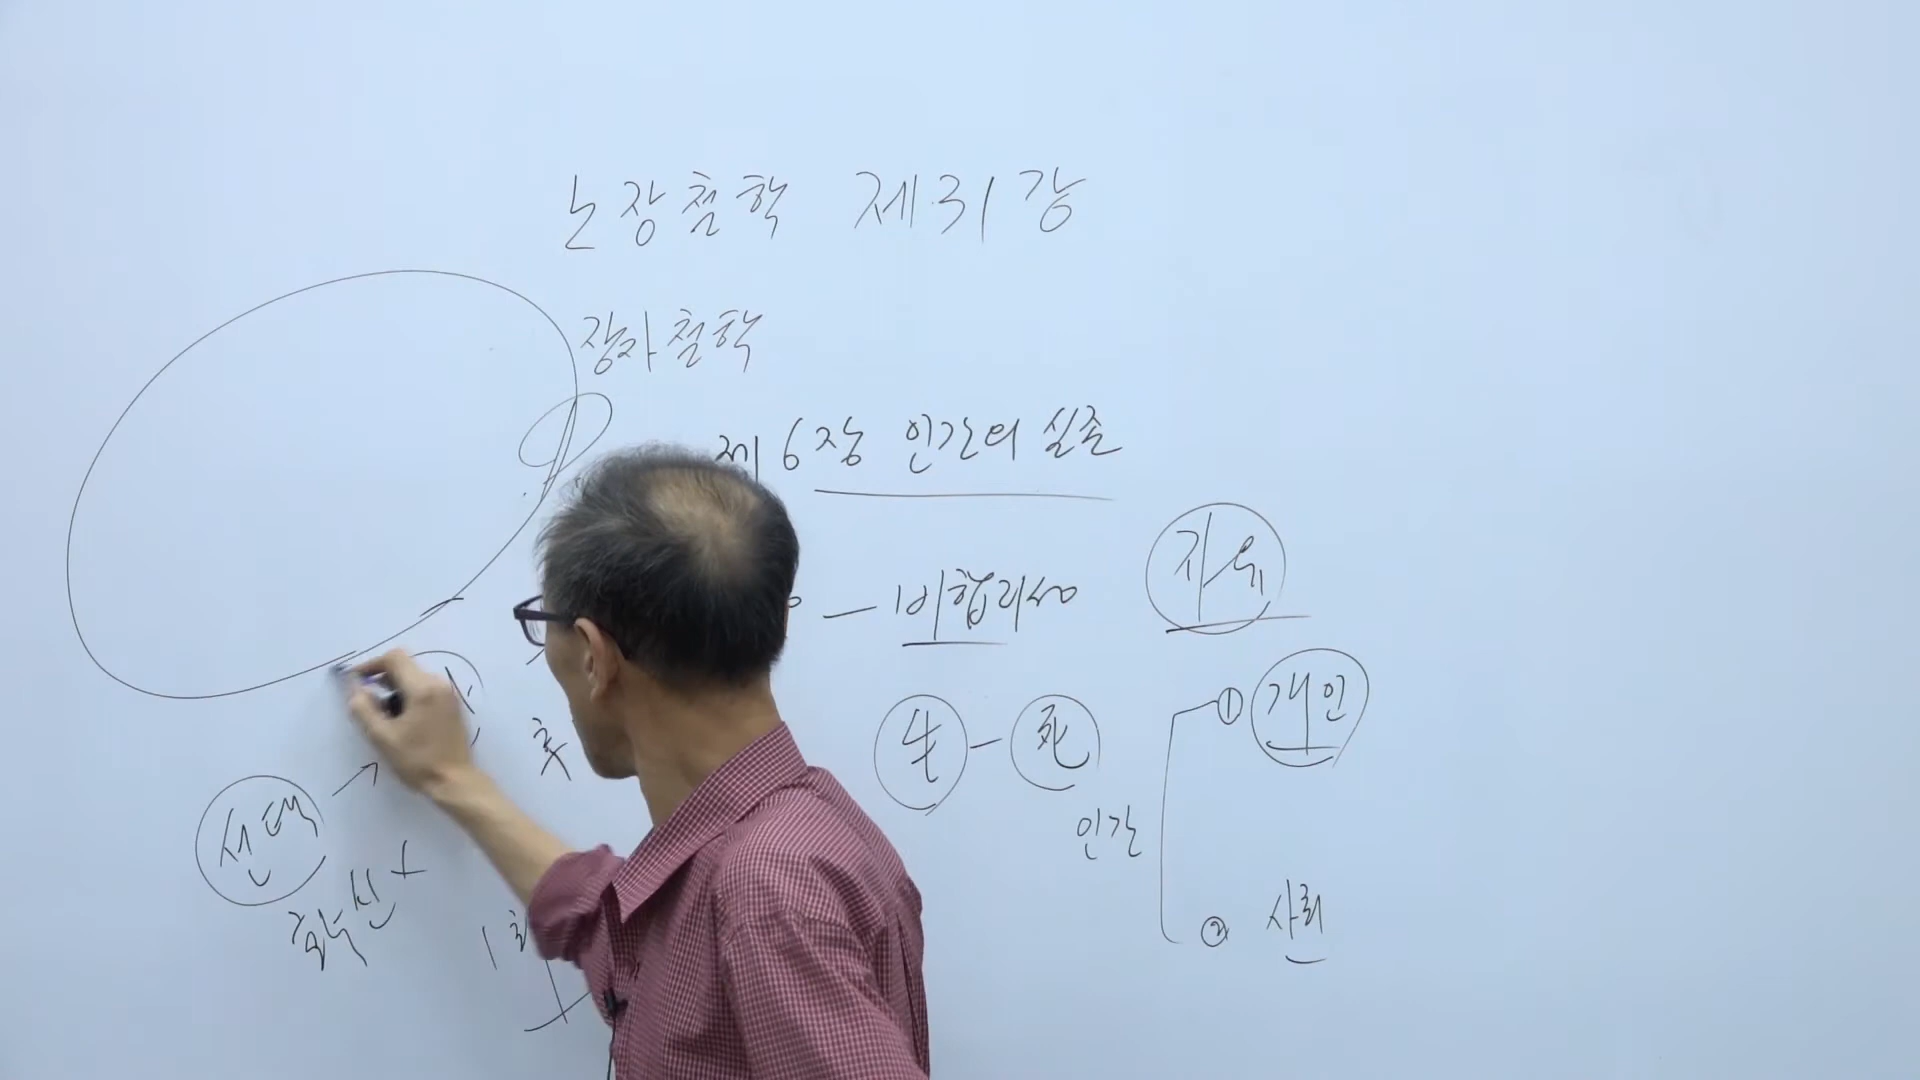 노장철학 제31강
장자철학
제6장 인간의 실존
비합리성
자유
生 — 死
① 개인
인간
② 사회
선택